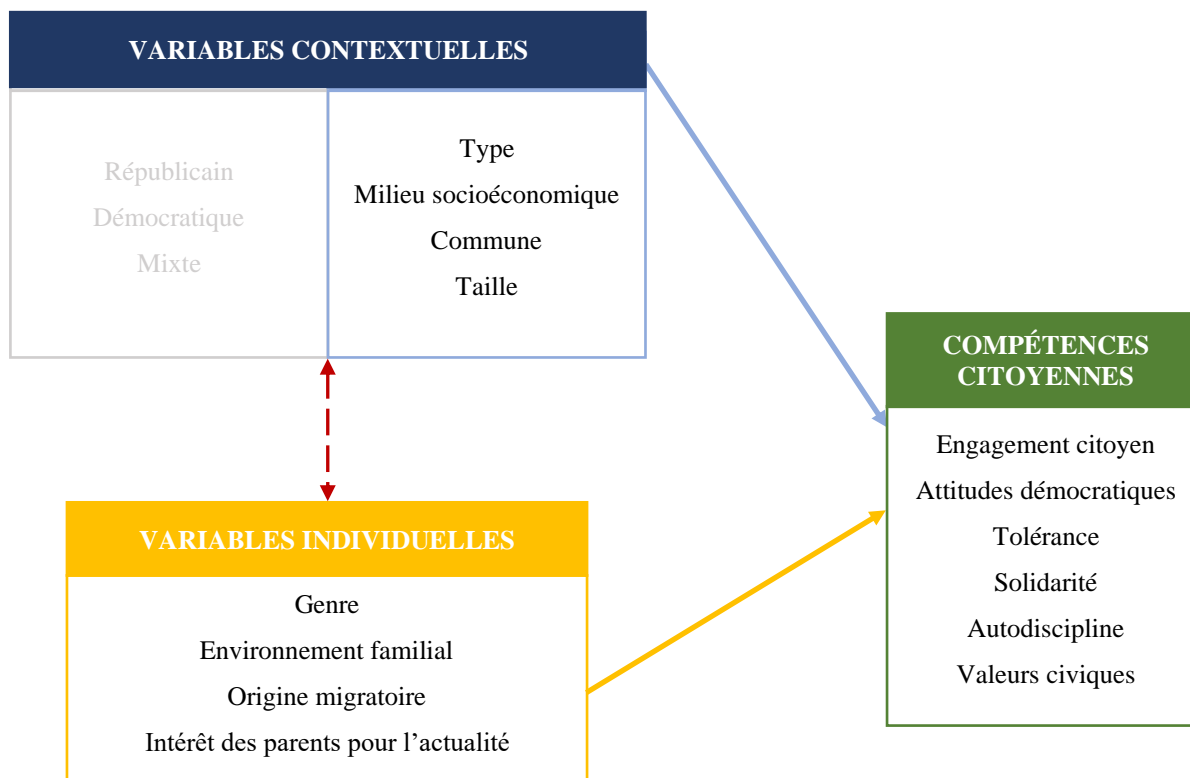 VARIABLES CONTEXTUELLES
Républicain
Démocratique
Mixte
Type
Milieu socioéconomique
Commune
Taille
COMPÉTENCES
CITOYENNES
Engagement citoyen
Attitudes démocratiques
Tolérance
Solidarité
Autodiscipline
Valeurs civiques
VARIABLES INDIVIDUELLES
Genre
Environnement familial
Origine migratoire
Intérêt des parents pour l’actualité